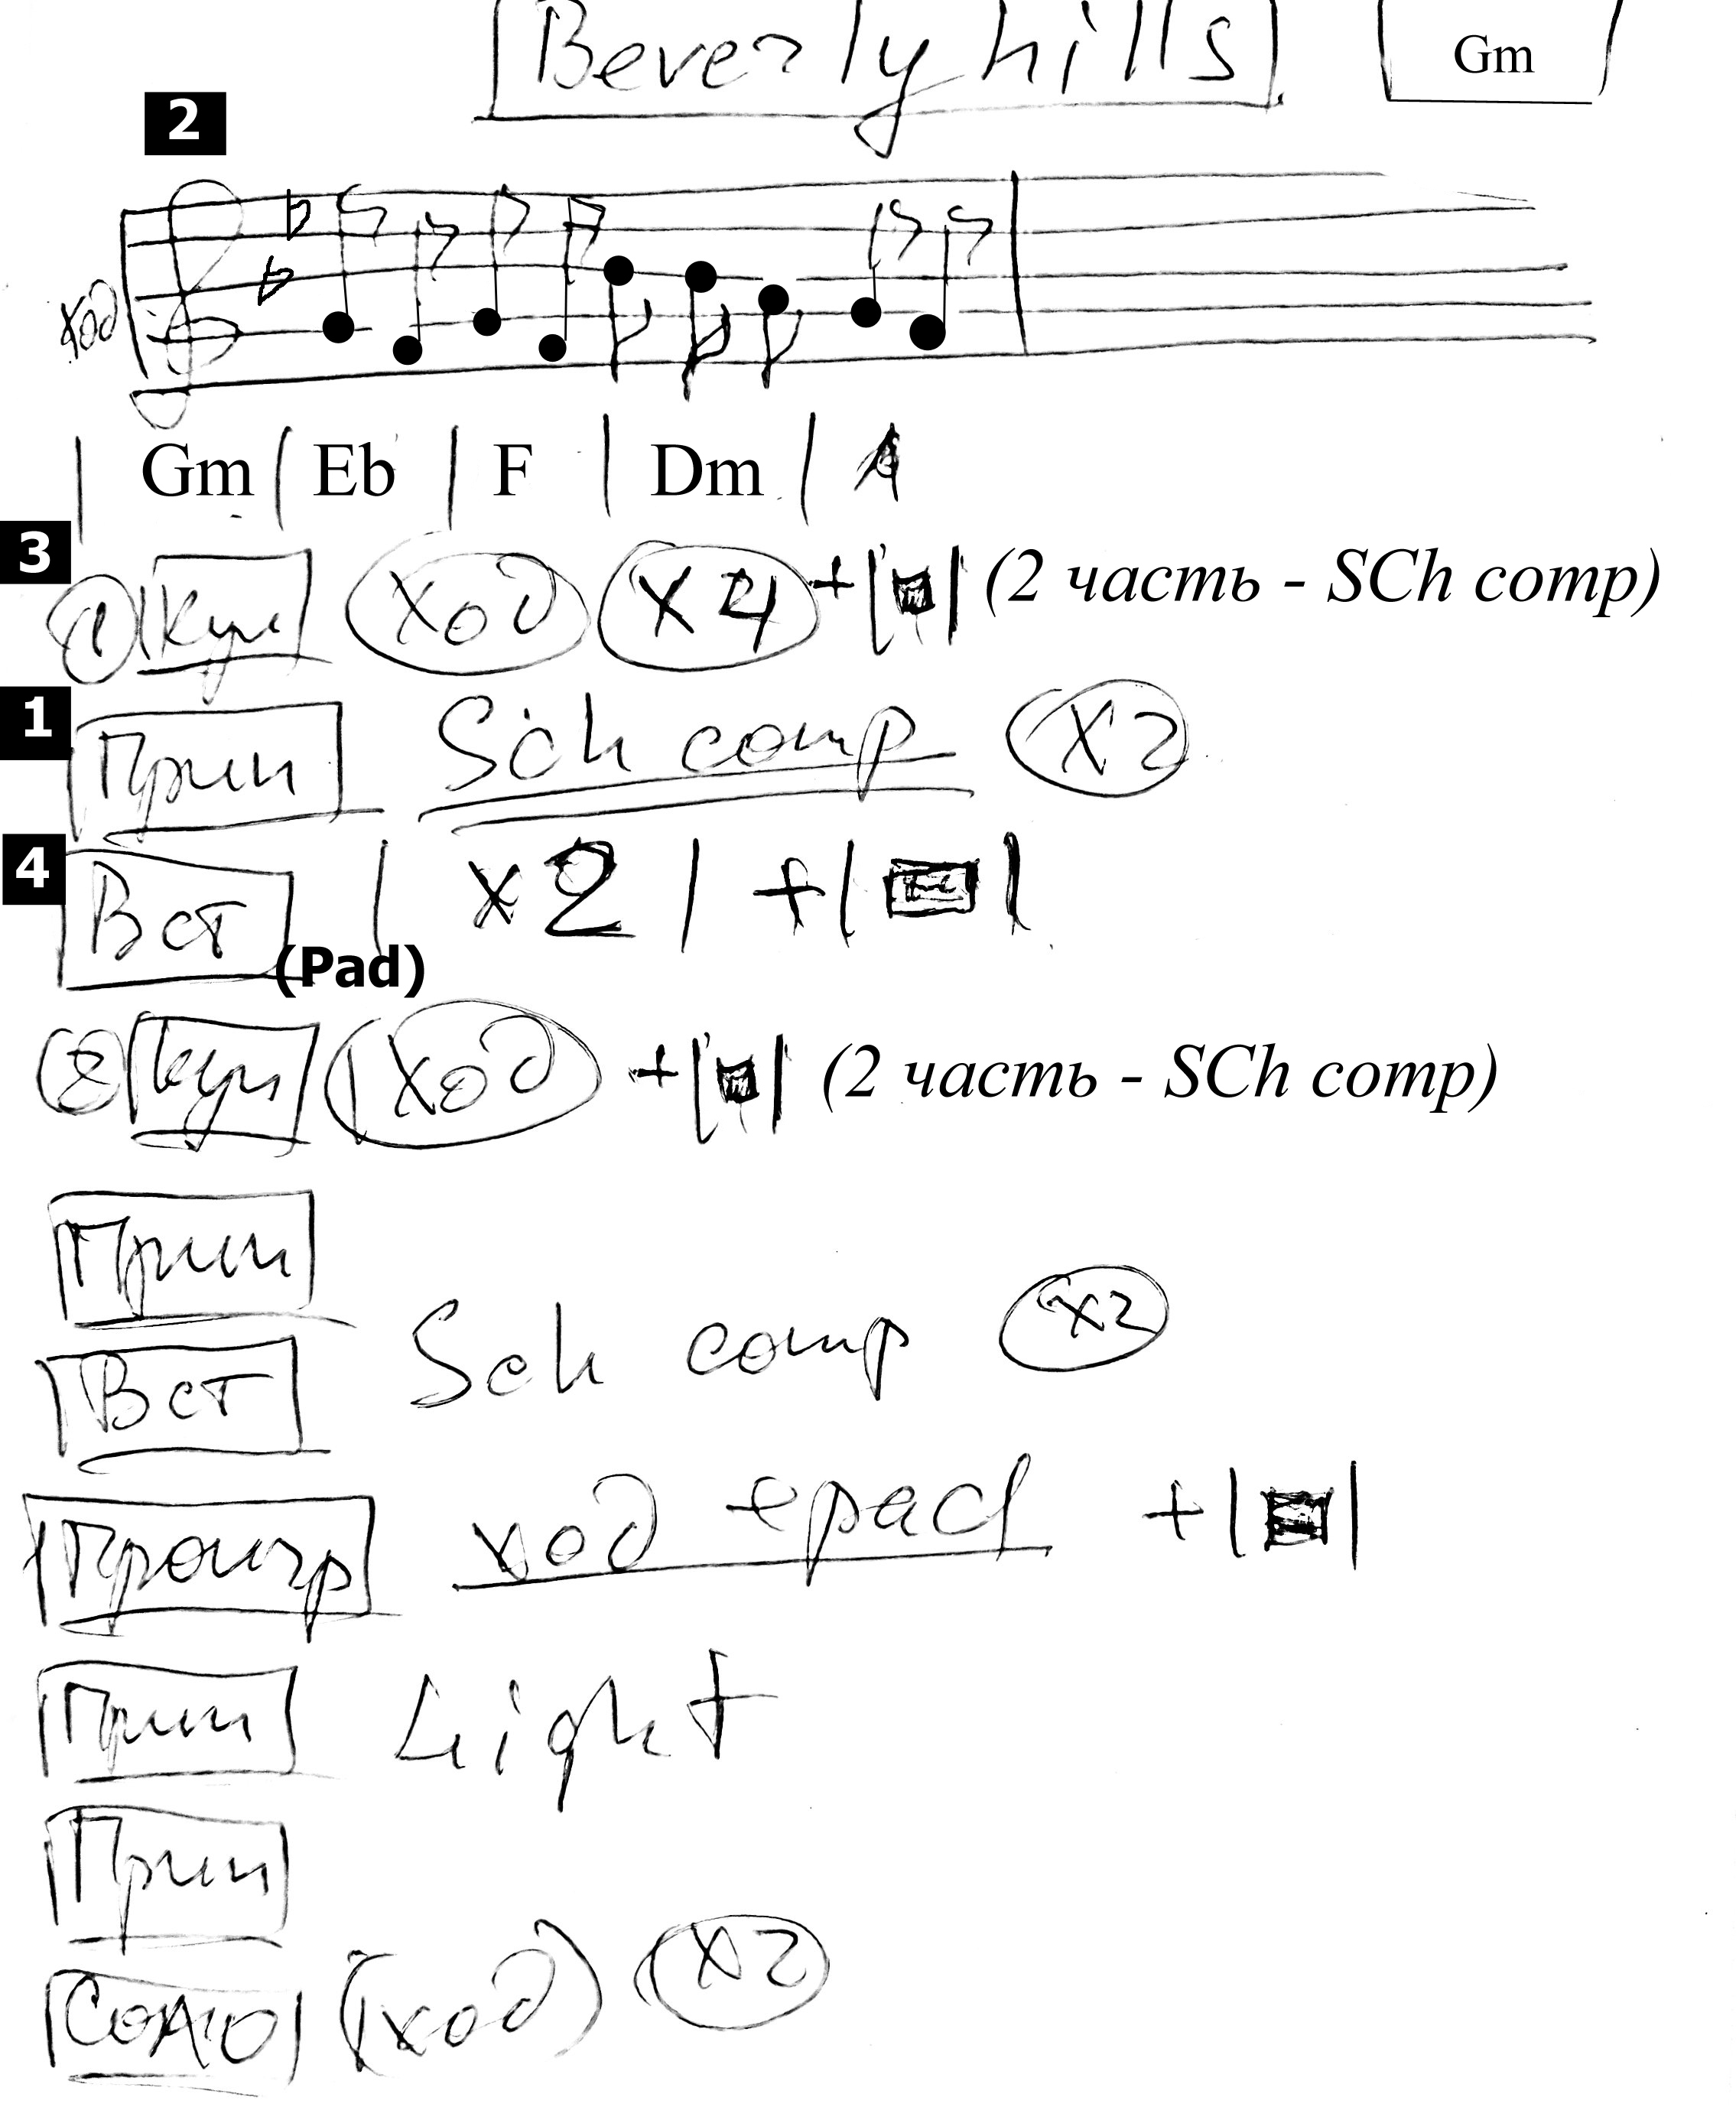 Beverly hills Gm
2
ход
| Gm | Eb | F | Dm |
3
1 Куп ход x4 + (2 часть - SCh comp)
1
Прип Sch comp x2
4
Вст | x2 | +
(Pad)
2 Куп ход + (2 часть - SCh comp)
Прип
Sch comp x2
Вст
Проигр ход +pad +
Прип Light
Прип
Соло (ход) x2